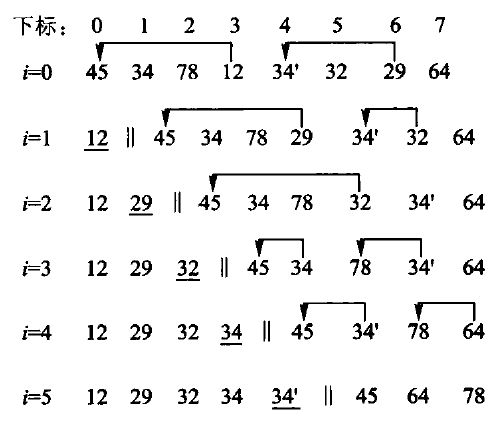 下标： 0 1 2 3 4 5 6 7
i=0 45 34 78 12 34' 32 29 64
i=1 12 ‖ 45 34 78 29 34' 32 64
i=2 12 29 ‖ 45 34 78 32 34' 64
i=3 12 29 32 ‖ 45 34 78 34' 64
i=4 12 29 32 34 ‖ 45 34' 78 64
i=5 12 29 32 34 34' ‖ 45 64 78